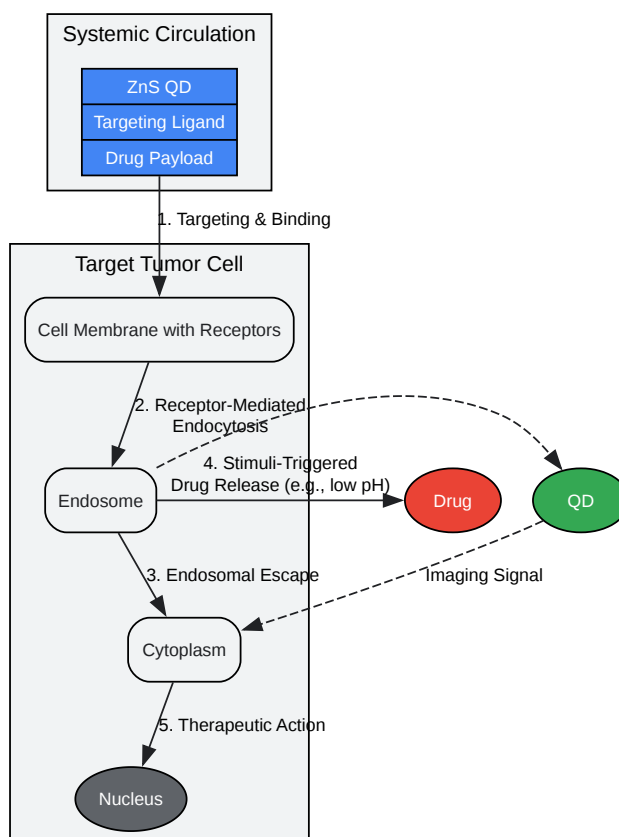 Systemic Circulation
ZnS QD
Targeting Ligand
Drug Payload
1. Targeting & Binding
Target Tumor Cell
Cell Membrane with Receptors
2. Receptor-Mediated
Endocytosis
4. Stimuli-Triggered
Drug Release (e.g., low pH)
Endosome
Drug
QD
3. Endosomal Escape
Imaging Signal
Cytoplasm
5. Therapeutic Action
Nucleus